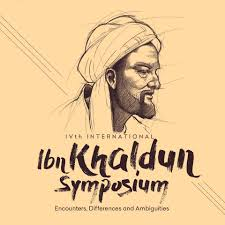 IVth INTERNATIONAL
Ibn Khaldun
Symposium
Encounters, Differences and Ambiguities